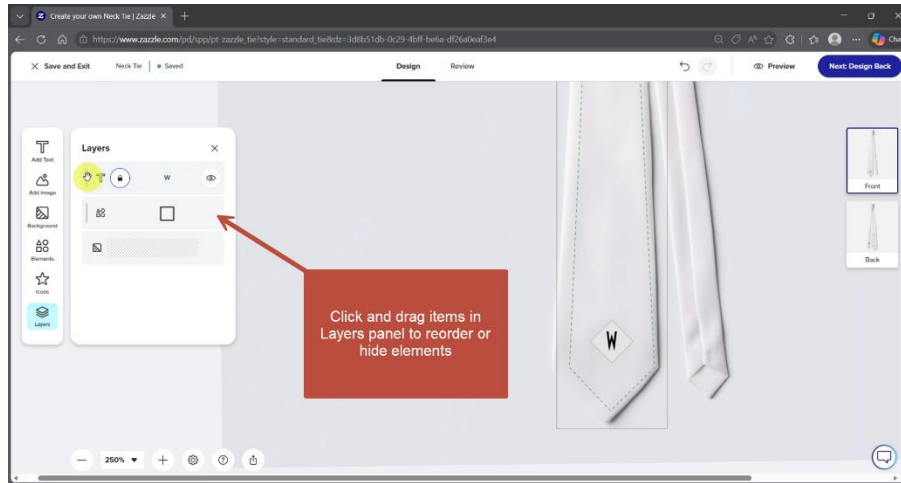 Create your own Neck Tie | Zazzle
https://www.zazzle.com/pd/spp/pt-zazzle_tie?style=standard_tie&dz=3d8b51db-0c29-4bff-be6a-df26a0eaf3e4
Save and Exit
Neck Tie
Saved
Design
Review
Preview
Next: Design Back
Add Text
Add Image
Background
Elements
Icons
Layers
Layers
T
W
Click and drag items in
Layers panel to reorder or
hide elements
W
Front
Back
250%